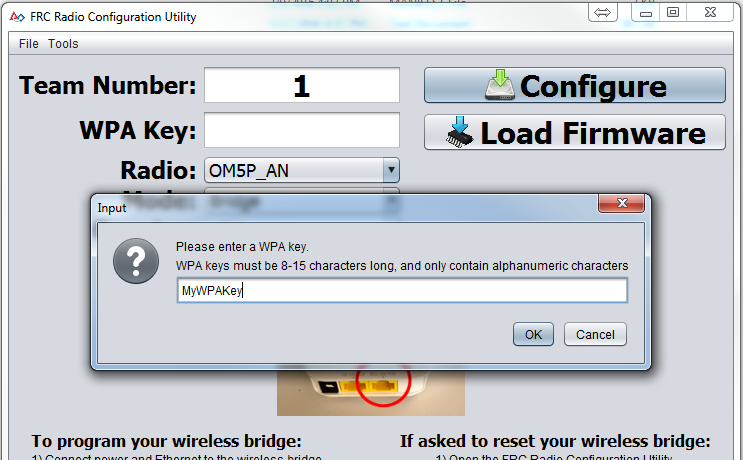 FRC Radio Configuration Utility
File Tools
Team Number: 1
Configure
WPA Key:
Load Firmware
Radio: OM5P_AN
Mode: Bridge
Input
Please enter a WPA key.
WPA keys must be 8-15 characters long, and only contain alphanumeric characters
MyWPAKey
OK Cancel
To program your wireless bridge:
If asked to reset your wireless bridge:
1) Connect power and Ethernet to the wireless bridge
1) Open the FRC Radio Configuration Utility